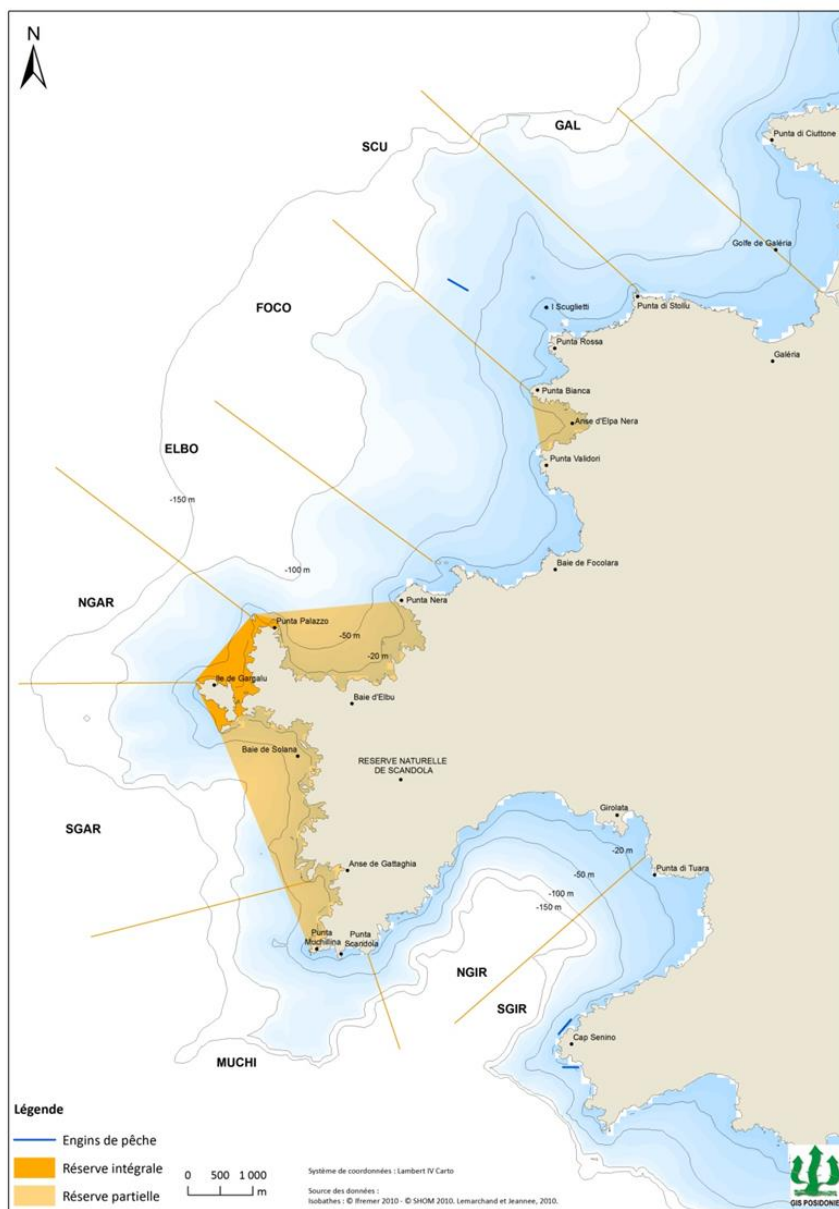 N
GAL
SCU
Punta di Ciuttone
Golfe de Galéria
FOCO
I Scuglietti
Punta di Stollu
Punta Rossa
Galéria
Punta Bianca
Anse d'Elpa Nera
ELBO
Punta Validori
-150 m
-100 m
Baie de Focolara
NGAR
Punta Nera
Punta Palazzo
-50 m
-20 m
Ile de Gargalu
Baie d'Elbu
Baie de Solana
RESERVE NATURELLE
DE SCANDOLA
SGAR
Girolata
-20 m
Anse de Gattaghia
-50 m
Punta di Tuara
-100 m
-150 m
Punta
Muchillina
Punta
Scandola
NGIR
SGIR
Cap Senino
MUCHI
Légende
Engins de pêche
Réserve intégrale
Réserve partielle
0 500 1 000
m
Système de coordonnées : Lambert IV Carto
Source des données :
Isobathes : © Ifremer 2010 - © SHOM 2010. Lemarchand et Jeannee, 2010.
GIS POSIDONIE